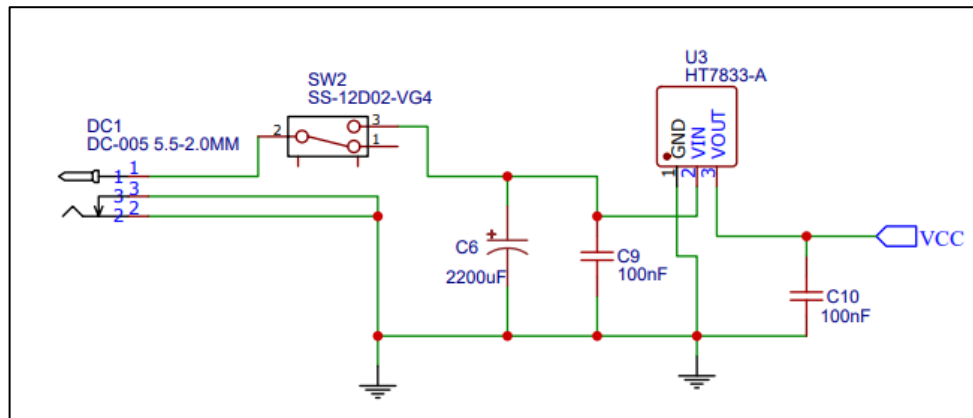 U3
HT7833-A
SW2
SS-12D02-VG4
3
2
1
DC1
DC-005 5.5-2.0MM
GND
VIN
VOUT
1
2
3
1 1
3 3
2 2
VCC
+
C6
2200uF
C9
100nF
C10
100nF